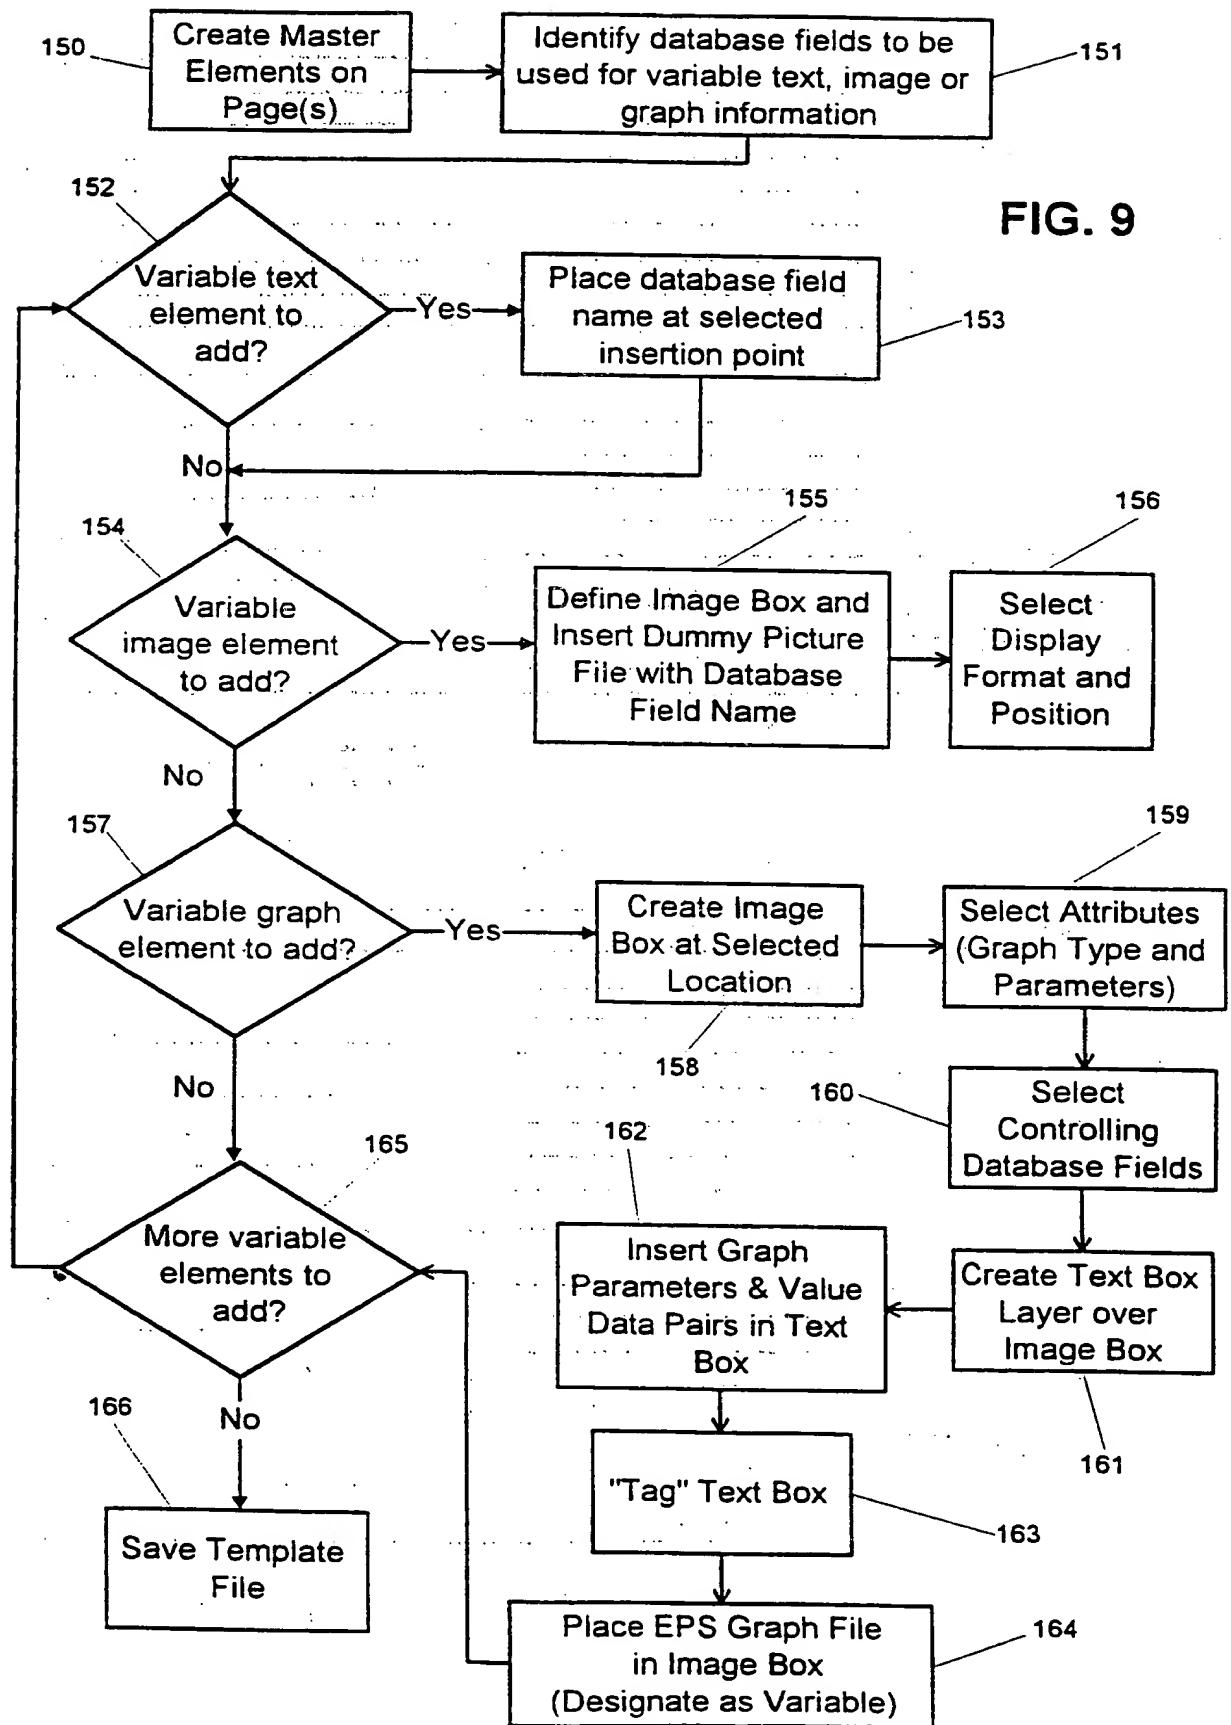 150
Create Master
Elements on
Page(s)
Identify database fields to be
used for variable text, image or
graph information
151
FIG. 9
152
Variable text
element to
add?
Yes
Place database field
name at selected
insertion point
153
No
154
Variable
image element
to add?
Yes
155
Define Image Box and
Insert Dummy Picture
File with Database
Field Name
156
Select
Display
Format and
Position
No
157
Variable graph
element to add?
Yes
Create Image
Box at Selected
Location
158
159
Select Attributes
(Graph Type and
Parameters)
No
160
Select
Controlling
Database Fields
162
Insert Graph
Parameters & Value
Data Pairs in Text
Box
Create Text Box
Layer over
Image Box
161
165
More variable
elements to
add?
No
166
Save Template
File
"Tag" Text Box
163
Place EPS Graph File
in Image Box
(Designate as Variable)
164